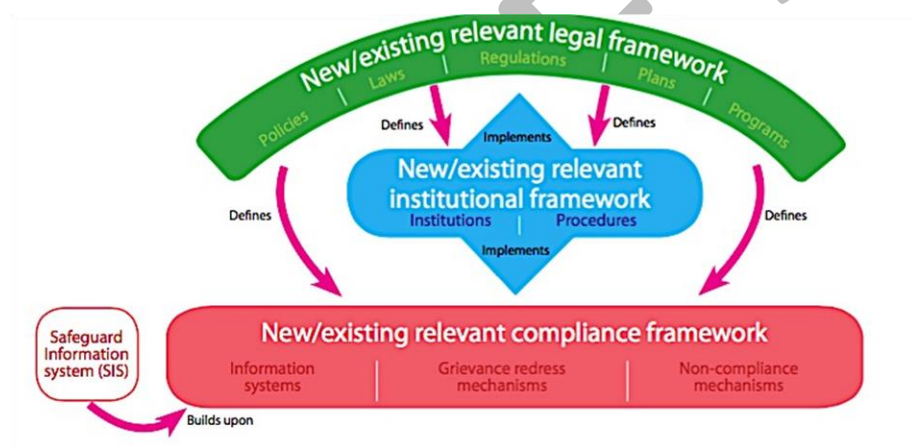 New/existing relevant legal framework
Policies | Laws | Regulations | Plans | Programs
Defines
Defines
Implements
New/existing relevant
institutional framework
Institutions | Procedures
Implements
Defines
Defines
New/existing relevant compliance framework
Information
systems
Grievance redress
mechanisms
Non-compliance
mechanisms
Safeguard
Information
system (SIS)
Builds upon